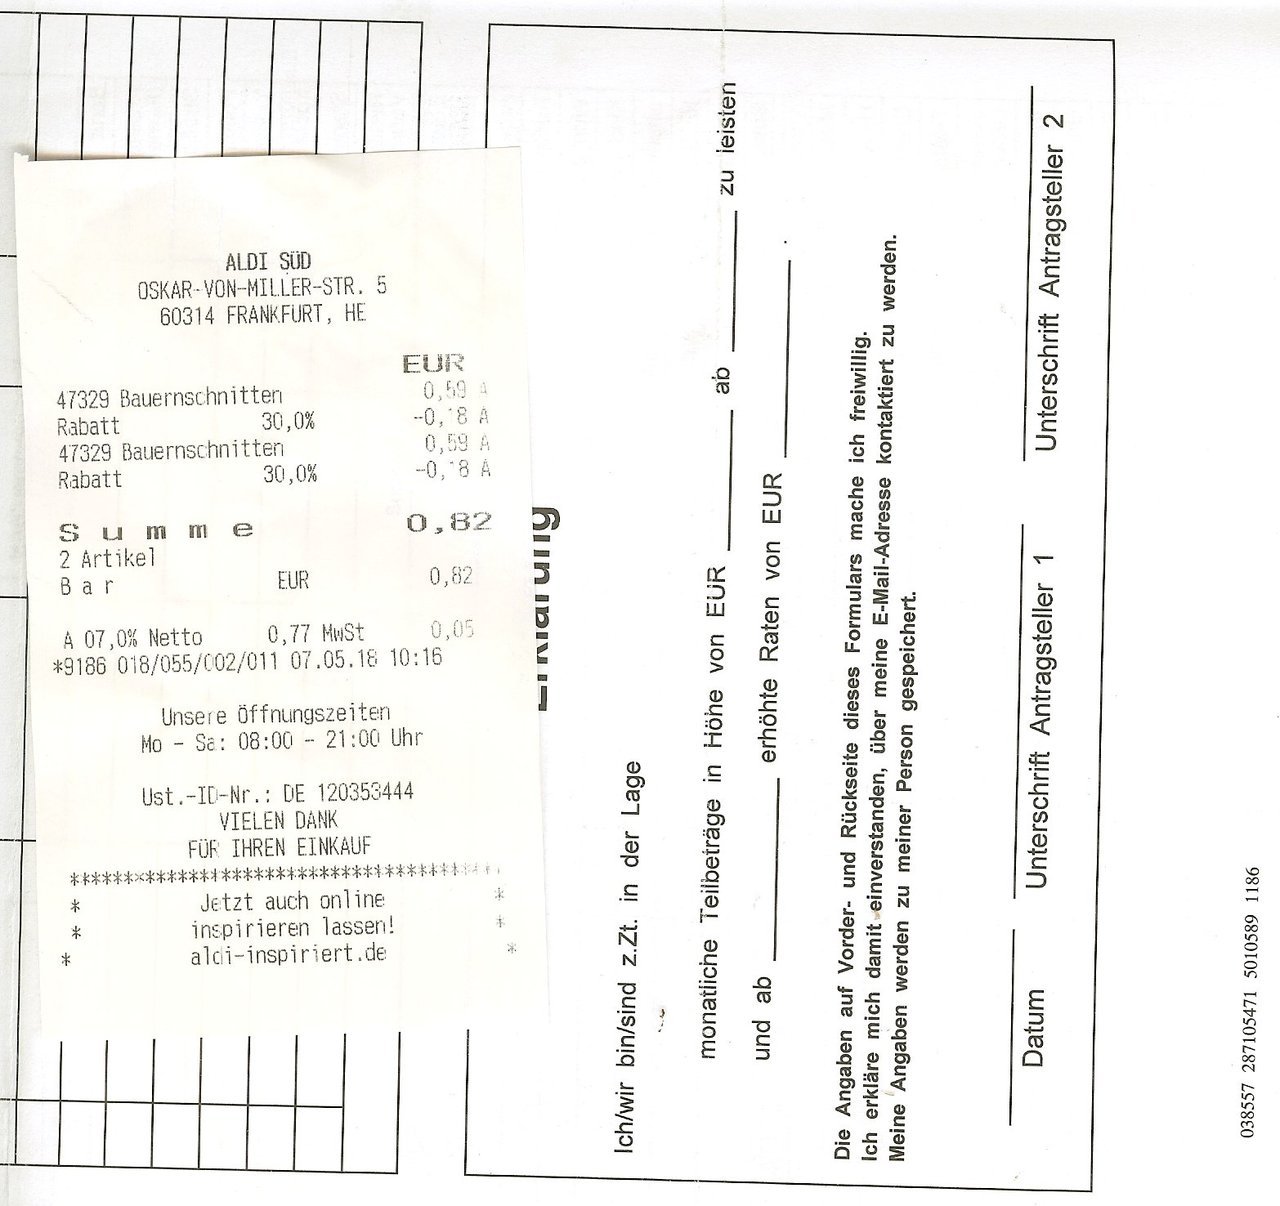 ALDI SÜD
OSKAR-VON-MILLER-STR. 5
60314 FRANKFURT, HE
EUR
47329 Bauernschnitten 0,59 A
Rabatt 30,0% -0,18 A
47329 Bauernschnitten 0,59 A
Rabatt 30,0% -0,18 A
Summe 0,82
2 Artikel
Bar EUR 0,82
A 07,0% Netto 0,77 MwSt 0,05
*9186 018/055/002/011 07.05.18 10:16
Unsere Öffnungszeiten
Mo - Sa: 08:00 - 21:00 Uhr
Ust.-ID-Nr.: DE 120353444
VIELEN DANK
FÜR IHREN EINKAUF
****************************************
* Jetzt auch online *
* inspirieren lassen! *
* aldi-inspiriert.de *
Erklärung
Ich/wir bin/sind z.Zt. in der Lage
monatliche Teilbeträge in Höhe von EUR ab zu leisten
und ab erhöhte Raten von EUR .
Die Angaben auf Vorder- und Rückseite dieses Formulars mache ich freiwillig.
Ich erkläre mich damit einverstanden, über meine E-Mail-Adresse kontaktiert zu werden.
Meine Angaben werden zu meiner Person gespeichert.
Datum Unterschrift Antragsteller 1 Unterschrift Antragsteller 2
038557 287105471 5010589 1186